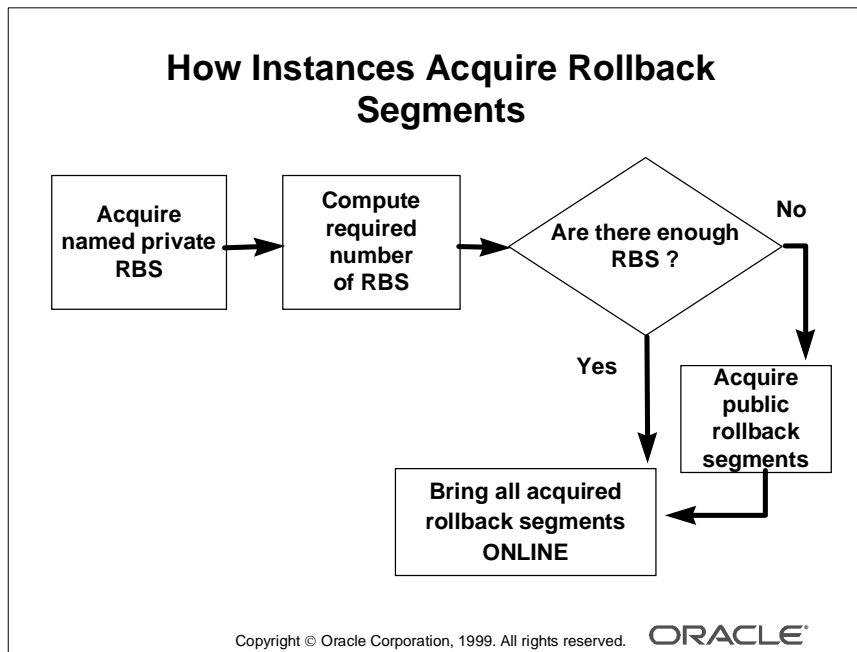 How Instances Acquire Rollback
Segments
Acquire
named private
RBS
Compute
required
number
of RBS
Are there enough
RBS ?
No
Yes
Acquire
public
rollback
segments
Bring all acquired
rollback segments
ONLINE
Copyright © Oracle Corporation, 1999. All rights reserved.
ORACLE®